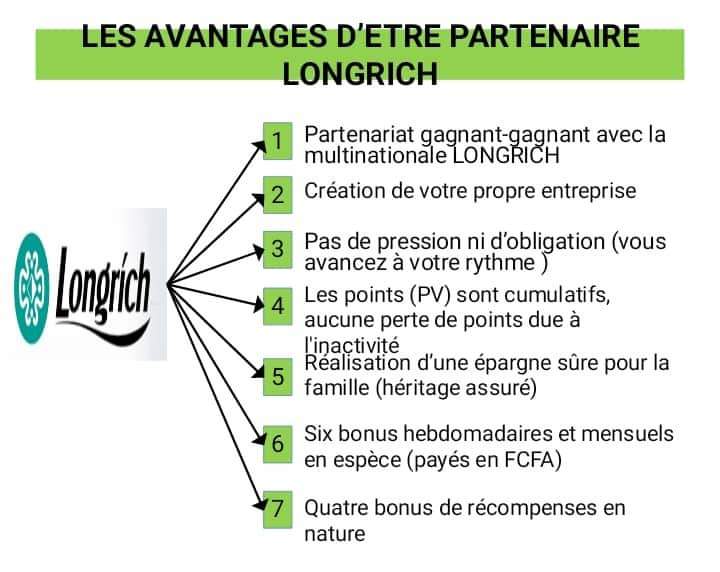 LES AVANTAGES D’ETRE PARTENAIRE
LONGRICH
Longrich
1
Partenariat gagnant-gagnant avec la
multinationale LONGRICH
2
Création de votre propre entreprise
3
Pas de pression ni d’obligation (vous
avancez à votre rythme )
4
Les points (PV) sont cumulatifs,
aucune perte de points due à
l'inactivité
5
Réalisation d’une épargne sûre pour la
famille (héritage assuré)
6
Six bonus hebdomadaires et mensuels
en espèce (payés en FCFA)
7
Quatre bonus de récompenses en
nature